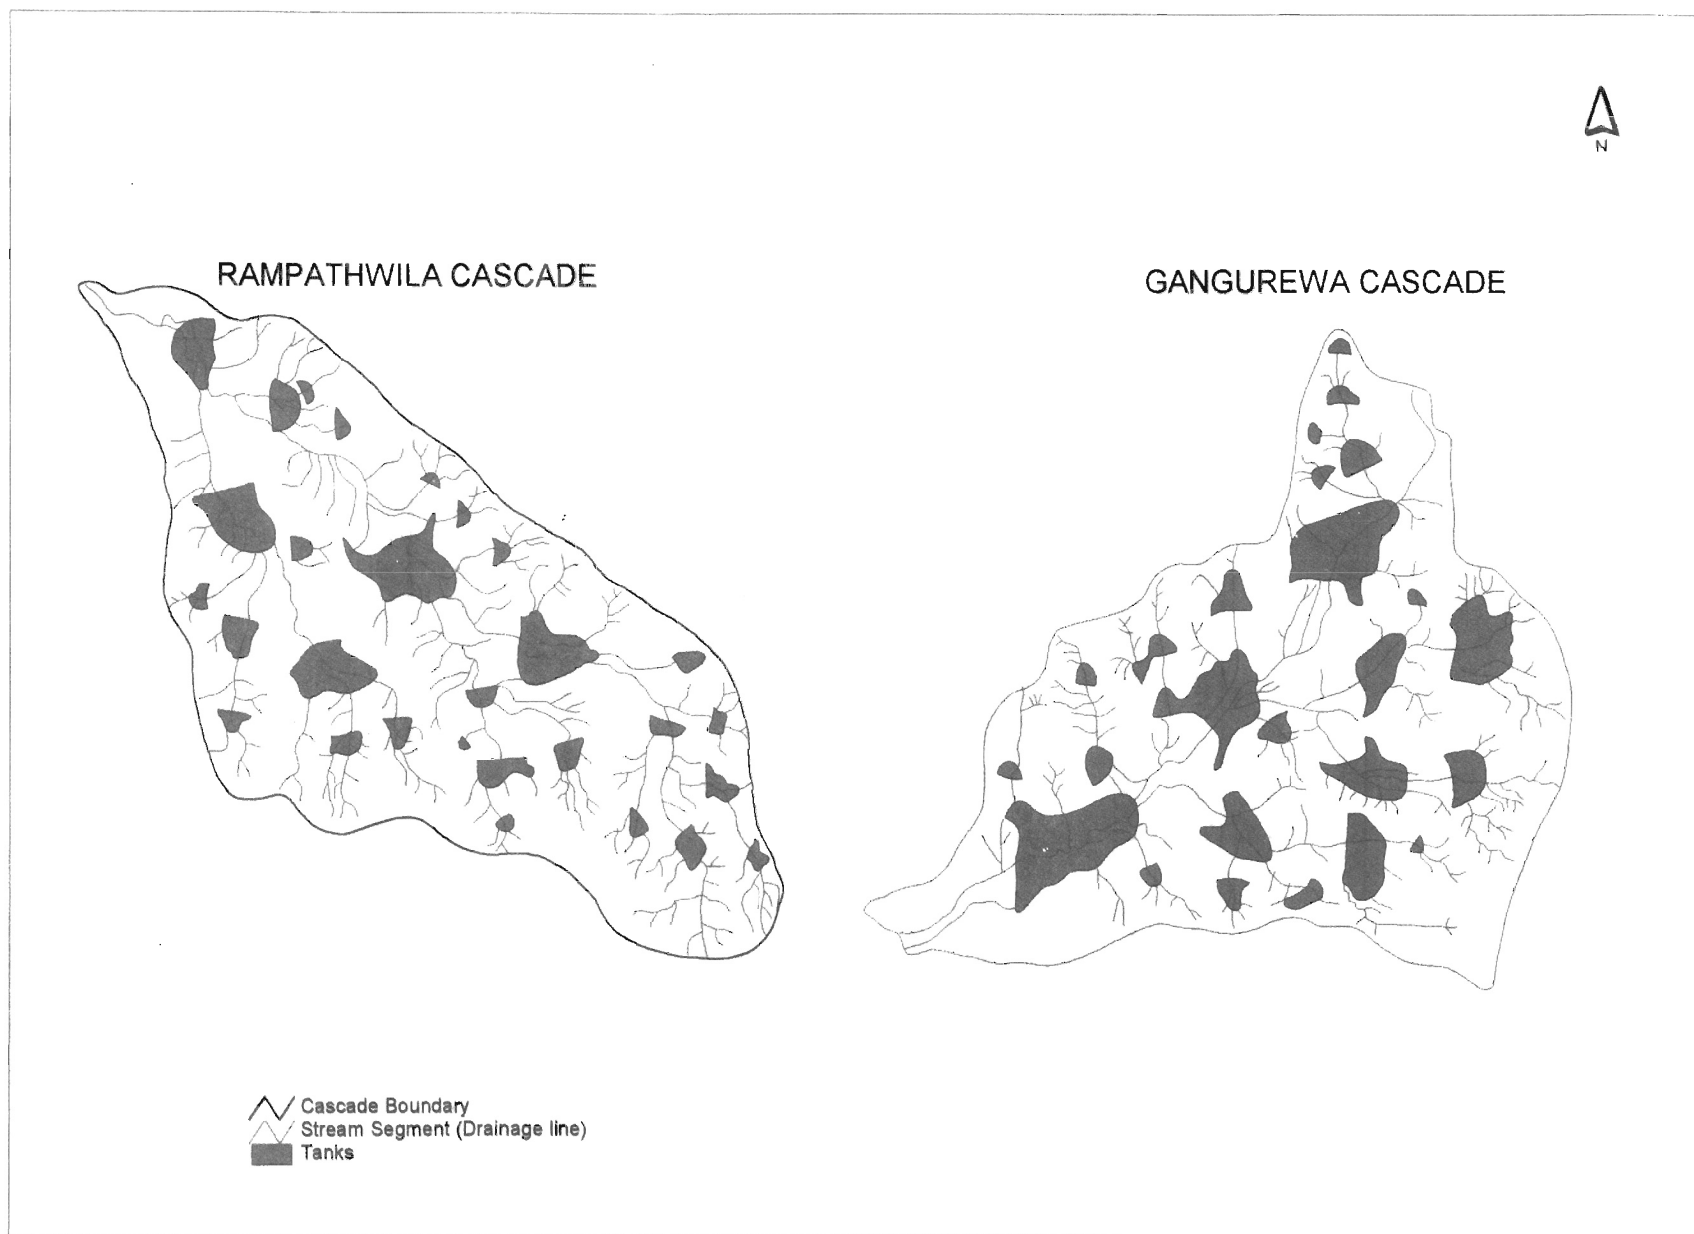 N
RAMPATHWILA CASCADE
GANGUREWA CASCADE
Cascade Boundary
Stream Segment (Drainage line)
Tanks